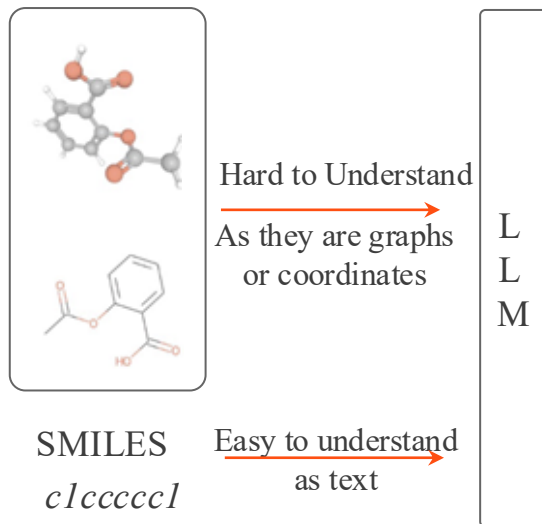 Hard to Understand
As they are graphs
or coordinates
L
L
M
O
O
HO
O
SMILES
Easy to understand
as text
c1ccccc1